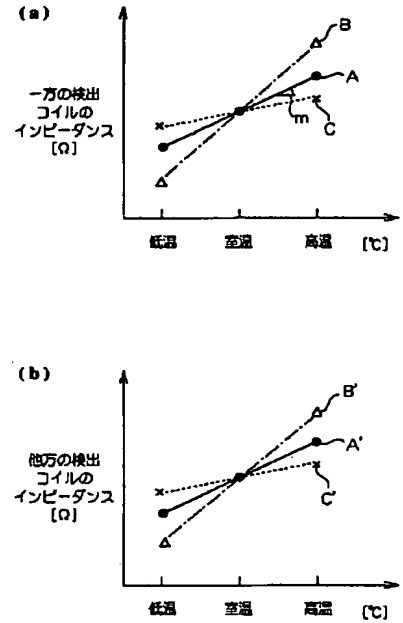 (a)
B
A
一方の検出
コイルの
インピーダンス
[Ω]
m
C
低温 室温 高温 [℃]
(b)
B'
A'
他方の検出
コイルの
インピーダンス
[Ω]
C'
低温 室温 高温 [℃]